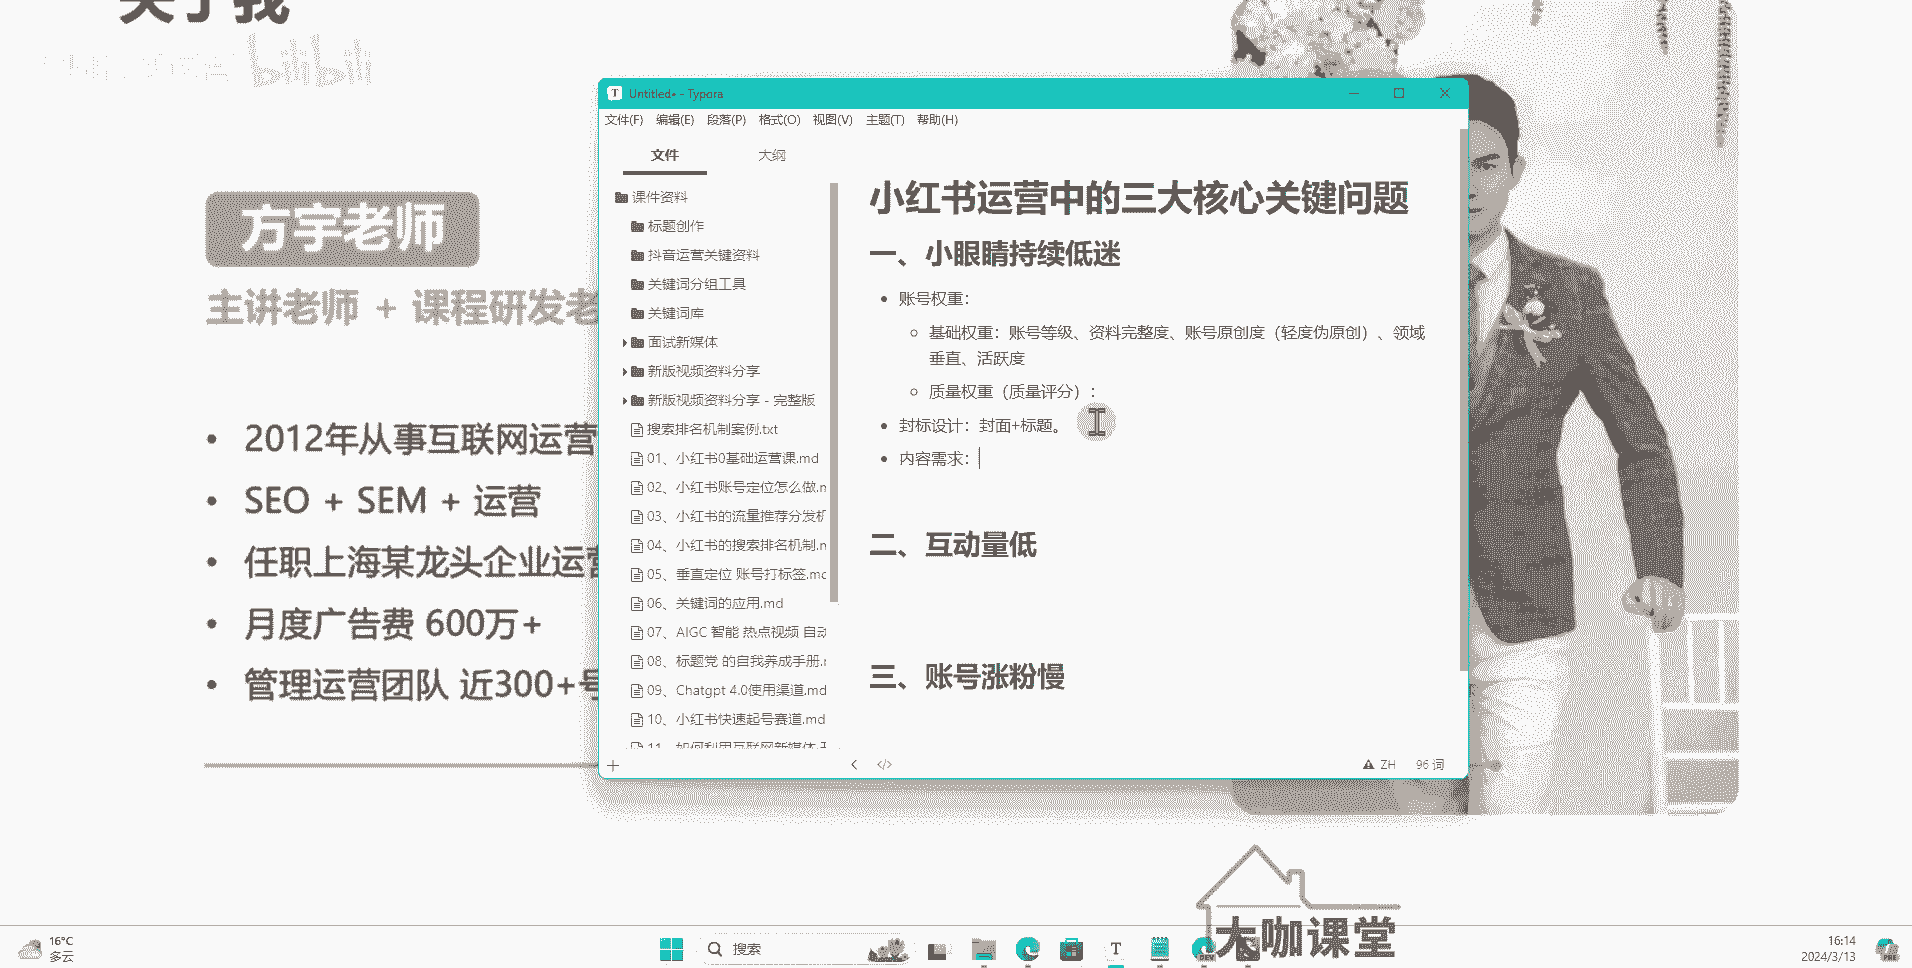 关于我
bilibili
方宇老师
主讲老师 + 课程研发老
2012年从事互联网运营
SEO + SEM + 运营
任职上海某龙头企业运营
月度广告费 600万+
管理运营团队 近300+号
Untitled• - Typora
文件(F) 编辑(E) 段落(P) 格式(O) 视图(V) 主题(T) 帮助(H)
文件 大纲
课件资料
标题创作
抖音运营关键资料
关键词分组工具
关键词库
面试新媒体
新版视频资料分享
新版视频资料分享 - 完整版
搜索排名机制案例.txt
01、小红书0基础运营课.md
02、小红书账号定位怎么做.m
03、小红书的流量推荐分发机
04、小红书的搜索排名机制.m
05、垂直定位 账号打标签.mc
06、关键词的应用.md
07、AIGC 智能 热点视频 自动
08、标题党 的自我养成手册.r
09、Chatgpt 4.0使用渠道.md
10、小红书快速起号赛道.md
11、如何利用互联网新媒体
小红书运营中的三大核心关键问题
一、小眼睛持续低迷
账号权重：
基础权重：账号等级、资料完整度、账号原创度（轻度伪原创）、领域
垂直、活跃度
质量权重（质量评分）：
封标设计：封面+标题。
内容需求：
二、互动量低
三、账号涨粉慢
ZH 96 词
大咖课堂
16°C
多云
搜索
DEV
16:14
2024/3/13
PRE